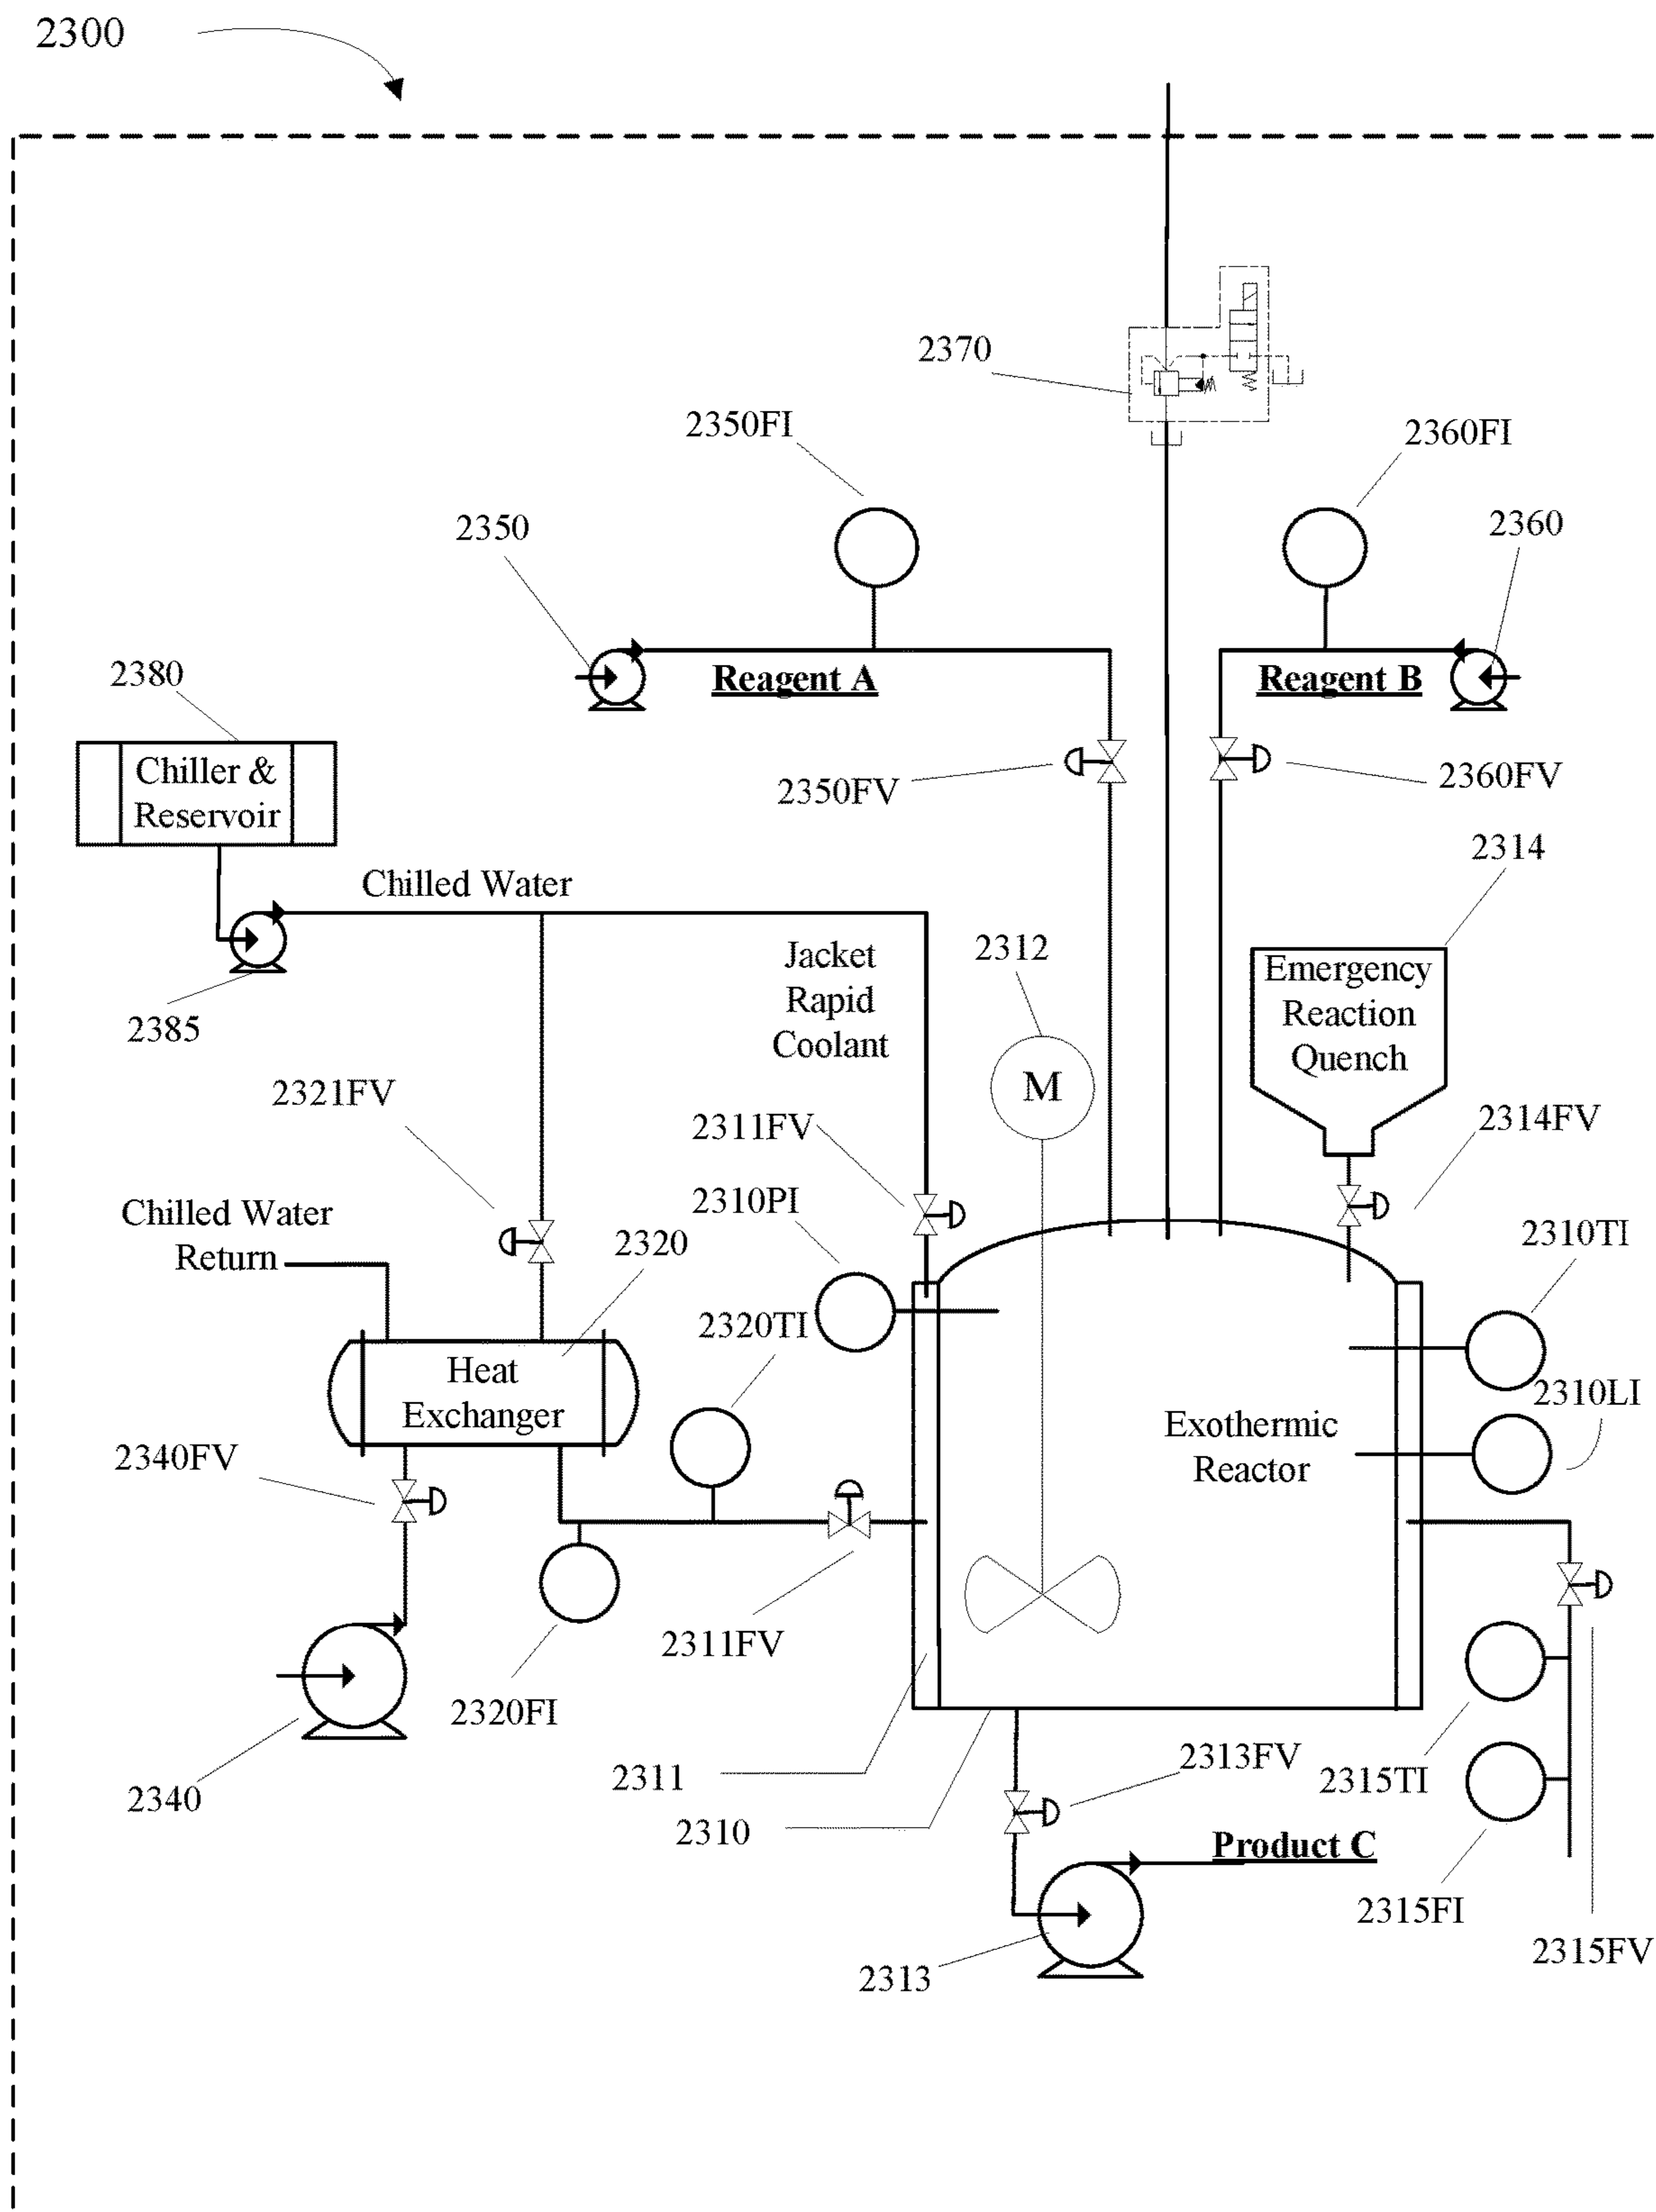 2300
2370
2350FI
2360FI
2350
2360
Reagent A
Reagent B
2380
Chiller &
Reservoir
2350FV
2360FV
2314
Chilled Water
2312
Jacket
Rapid
Coolant
Emergency
Reaction
Quench
2385
M
2321FV
2311FV
2314FV
Chilled Water
Return
2310PI
2320
2310TI
2320TI
Heat
Exchanger
2310LI
Exothermic
Reactor
2340FV
2311FV
2320FI
2340
2311
2310
2313FV
2315TI
Product C
2315FI
2315FV
2313